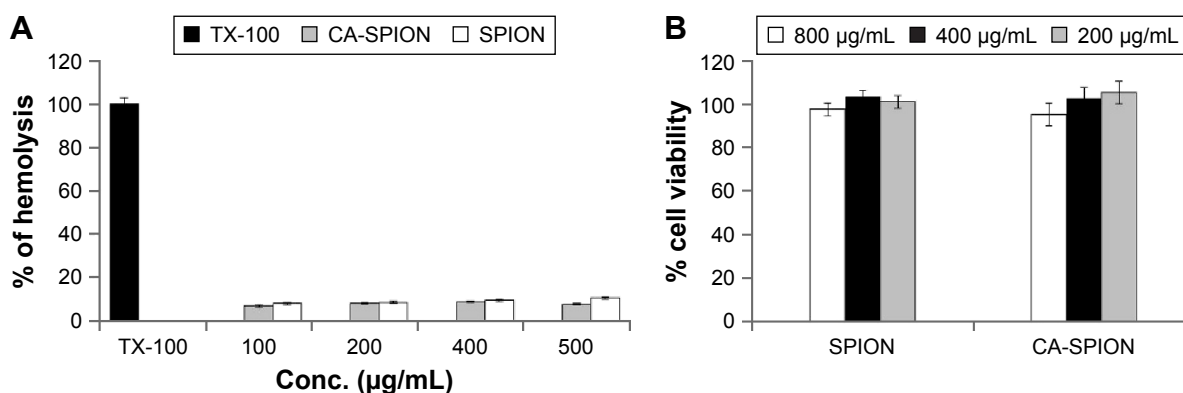 A
TX-100 CA-SPION SPION
120
100
80
60
40
20
0
% of hemolysis
TX-100 100 200 400 500
Conc. (µg/mL)
B
800 µg/mL 400 µg/mL 200 µg/mL
120
100
80
60
40
20
0
% cell viability
SPION CA-SPION